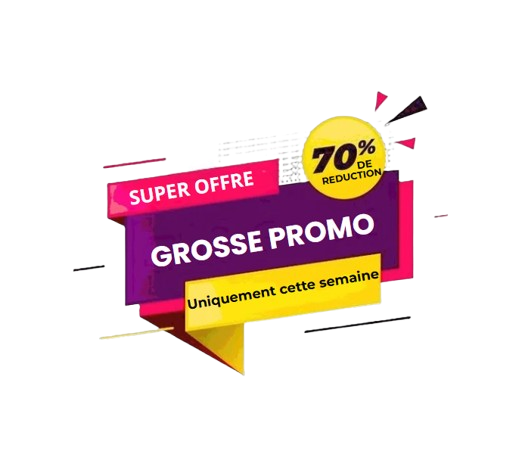 70%
DE
REDUCTION
SUPER OFFRE
GROSSE PROMO
Uniquement cette semaine